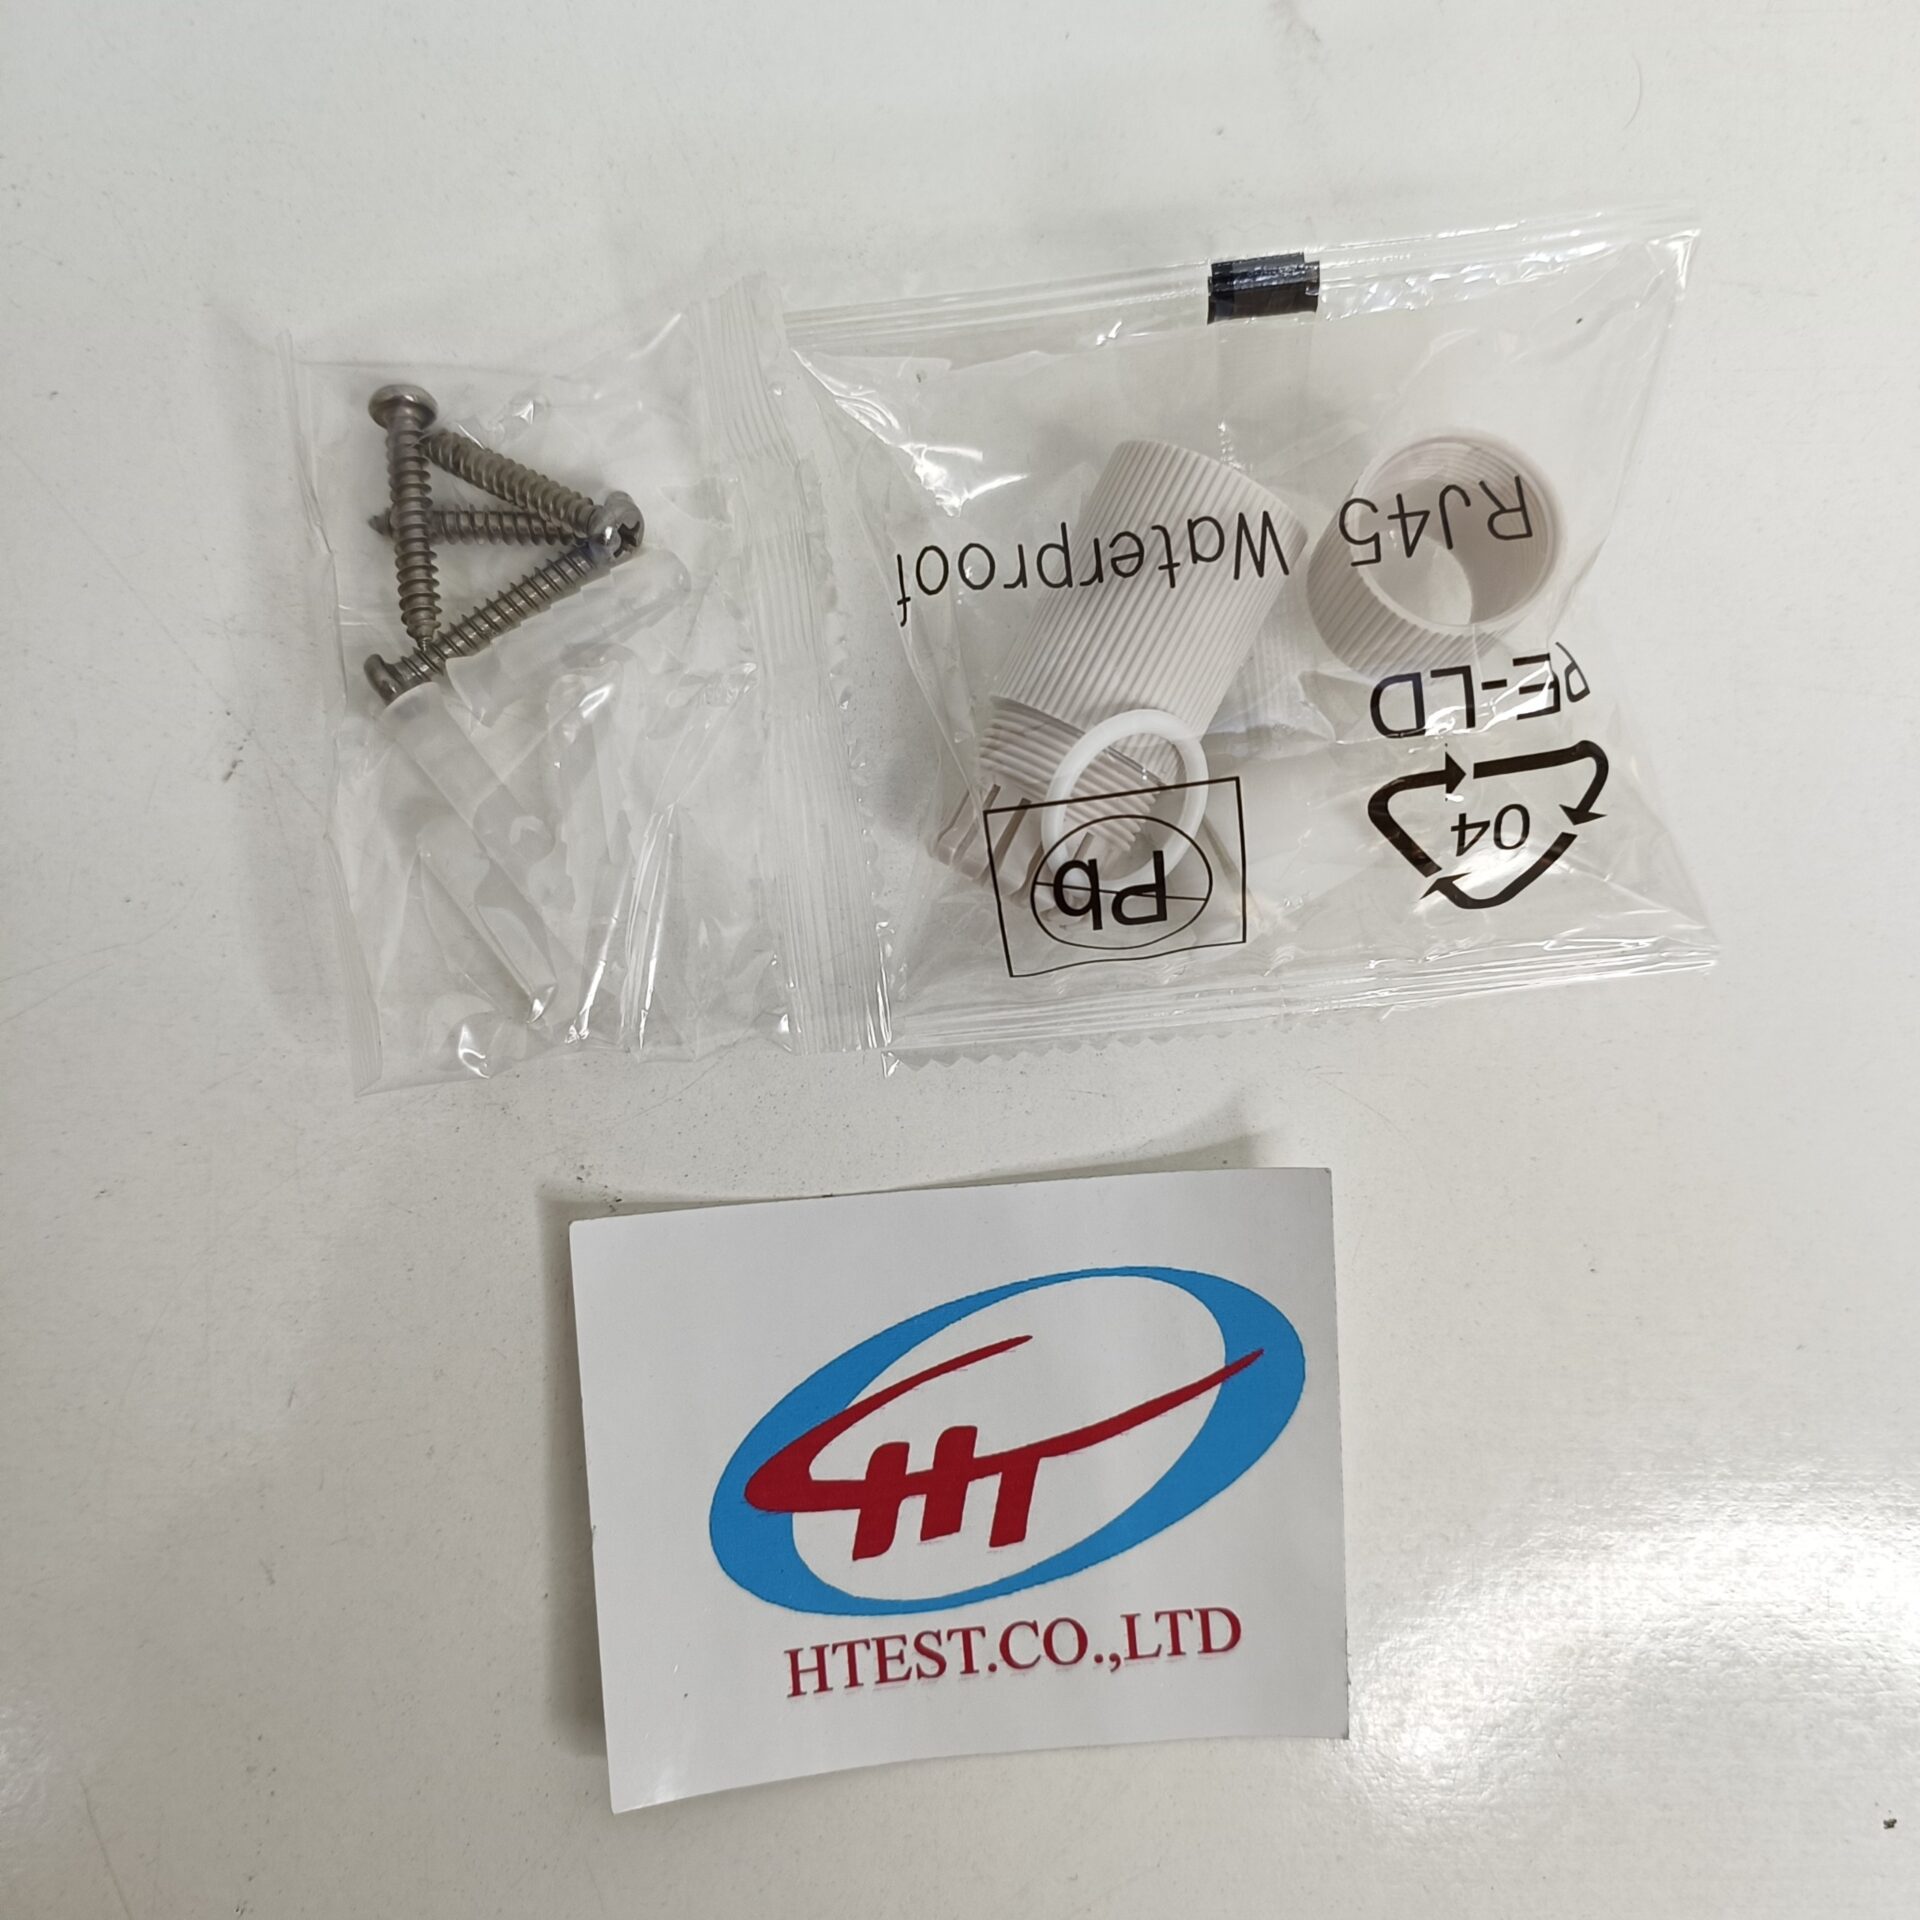 RJ45 Waterproof
PE-LD
04
Pb
HT
HTEST.CO.,LTD